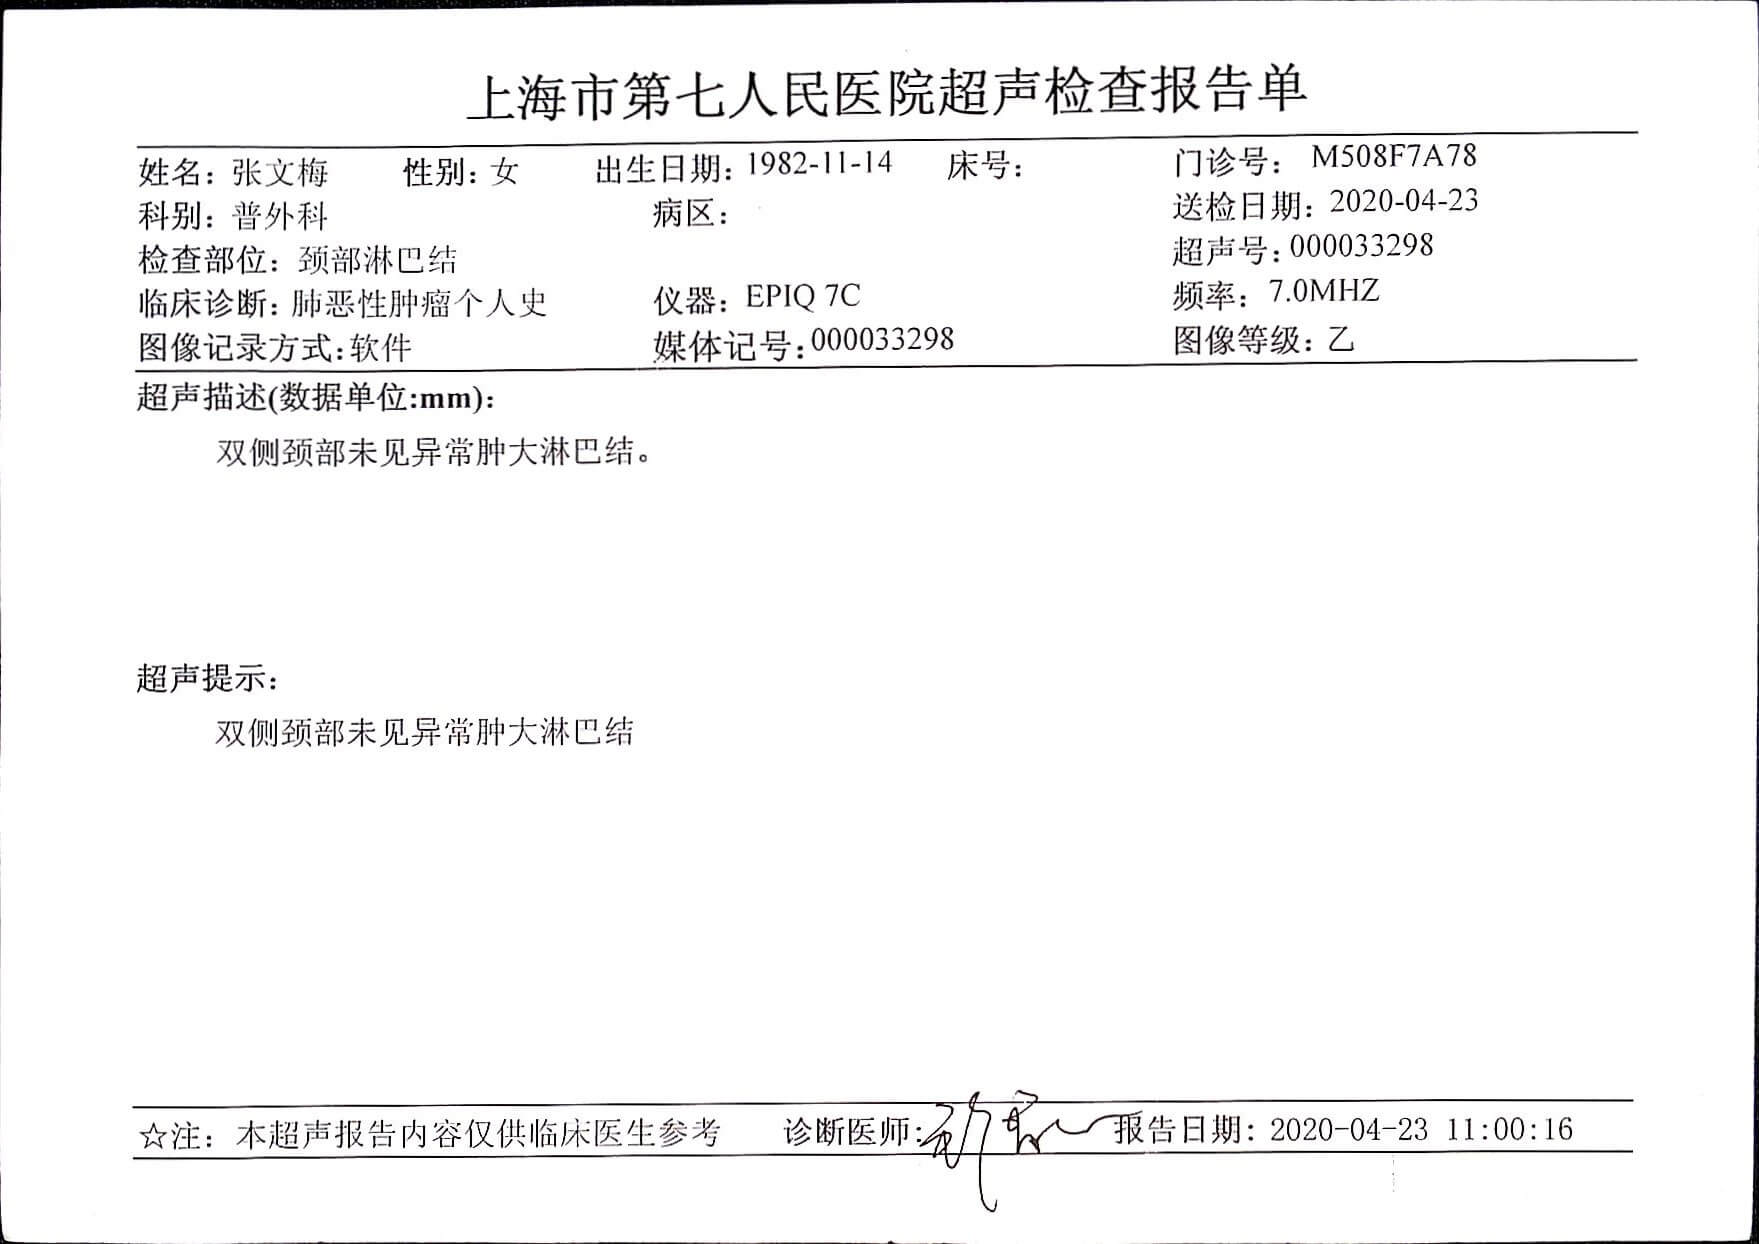 上海市第七人民医院超声检查报告单
姓名：张文梅 性别：女 出生日期：1982-11-14 床号： 门诊号： M508F7A78
科别：普外科 病区： 送检日期：2020-04-23
检查部位：颈部淋巴结 超声号：000033298
临床诊断：肺恶性肿瘤个人史 仪器：EPIQ 7C 频率：7.0MHZ
图像记录方式：软件 媒体记号：000033298 图像等级：乙
超声描述(数据单位:mm)：
双侧颈部未见异常肿大淋巴结。
超声提示：
双侧颈部未见异常肿大淋巴结
☆注：本超声报告内容仅供临床医生参考 诊断医师： 报告日期：2020-04-23 11:00:16